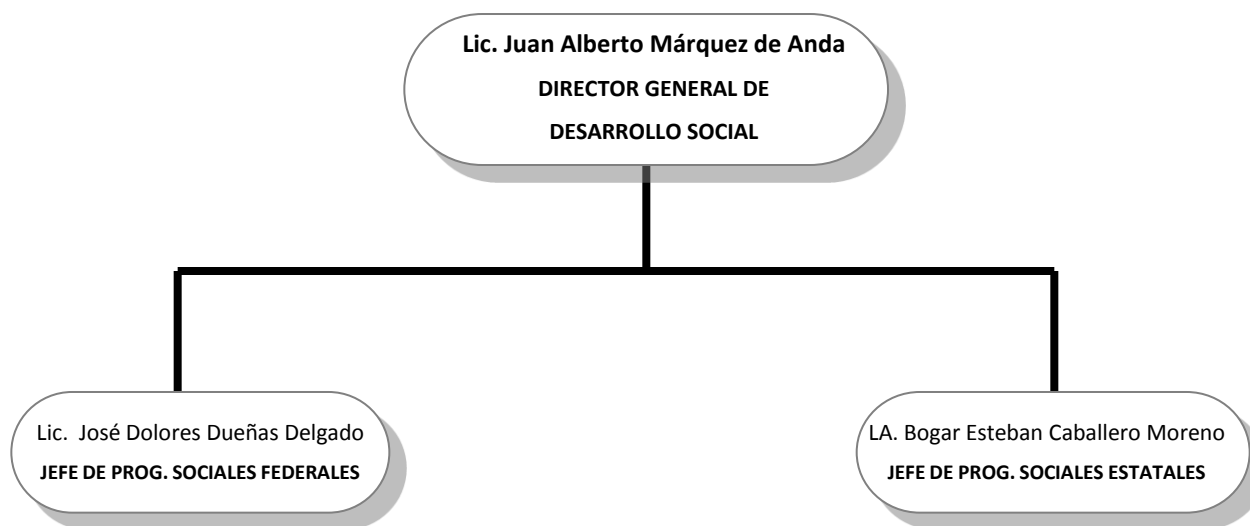 Lic. Juan Alberto Márquez de Anda
DIRECTOR GENERAL DE
DESARROLLO SOCIAL
Lic. José Dolores Dueñas Delgado
JEFE DE PROG. SOCIALES FEDERALES
LA. Bogar Esteban Caballero Moreno
JEFE DE PROG. SOCIALES ESTATALES